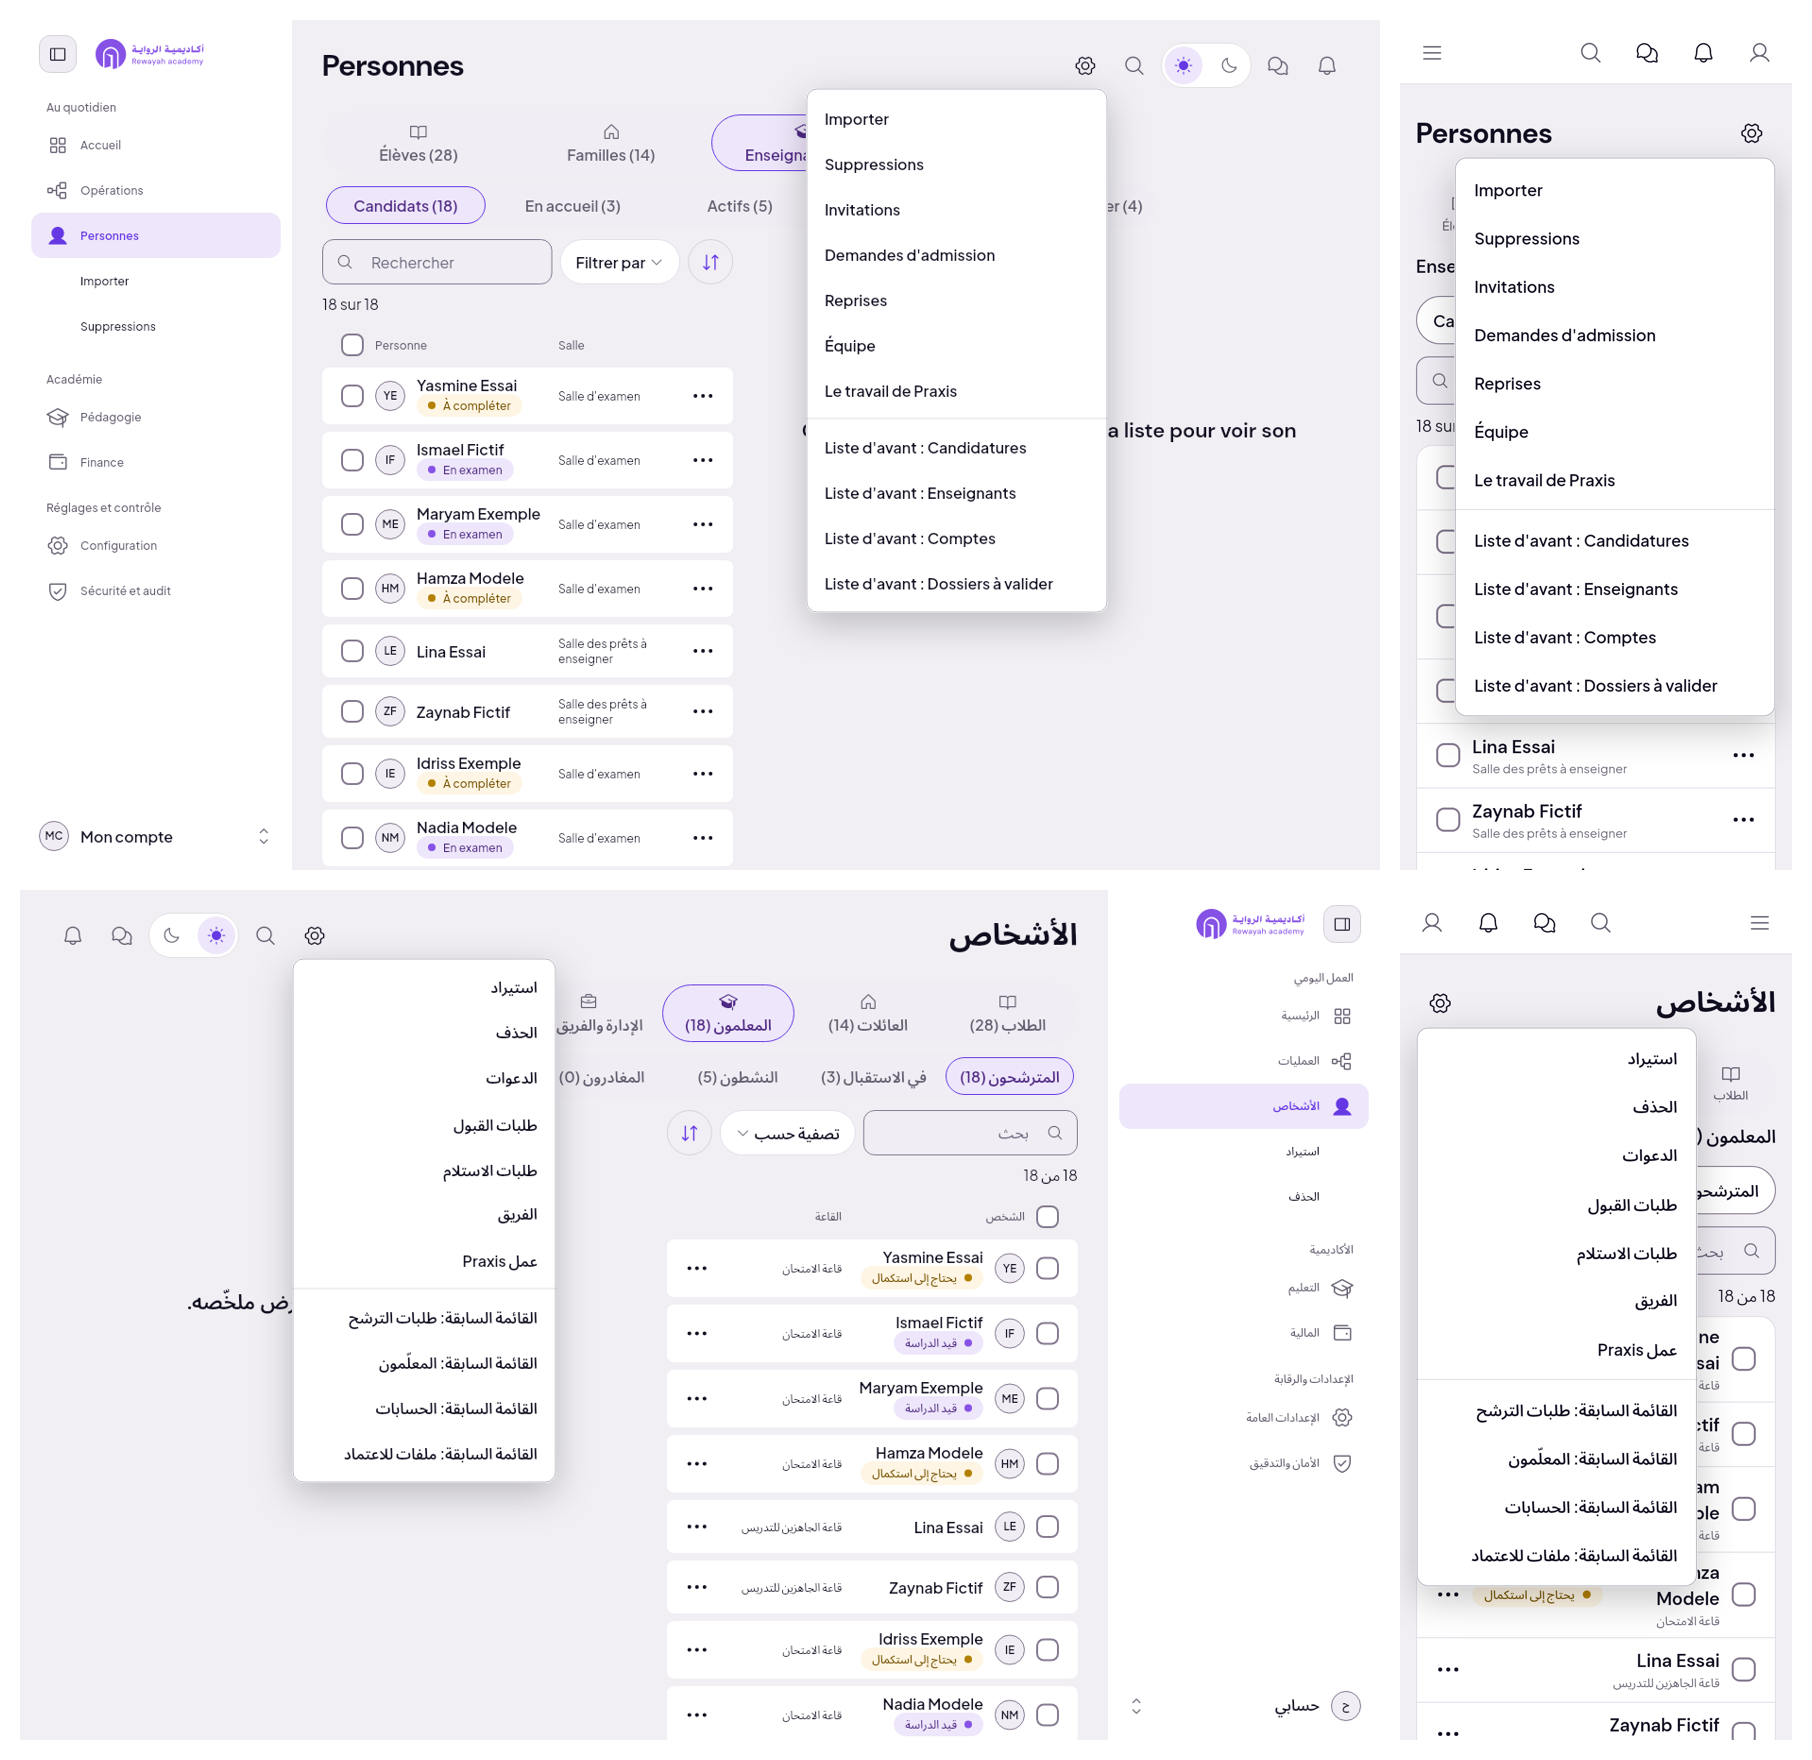 أكاديمية الرواية
Rewayah academy
Au quotidien
Accueil
Opérations
Personnes
Importer
Suppressions
Académie
Pédagogie
Finance
Réglages et contrôle
Configuration
Sécurité et audit
MC Mon compte
Personnes
Élèves (28)
Familles (14)
Candidats (18)
En accueil (3)
Actifs (5)
er (4)
Rechercher
Filtrer par
18 sur 18
Personne
Salle
YE Yasmine Essai
À compléter
Salle d'examen
IF Ismael Fictif
En examen
Salle d'examen
ME Maryam Exemple
En examen
Salle d'examen
HM Hamza Modele
À compléter
Salle d'examen
LE Lina Essai
Salle des prêts à
enseigner
ZF Zaynab Fictif
Salle des prêts à
enseigner
IE Idriss Exemple
À compléter
Salle d'examen
NM Nadia Modele
En examen
Salle d'examen
Importer
Suppressions
Invitations
Demandes d'admission
Reprises
Équipe
Le travail de Praxis
Liste d'avant : Candidatures
Liste d'avant : Enseignants
Liste d'avant : Comptes
Liste d'avant : Dossiers à valider
a liste pour voir son
Personnes
Importer
Suppressions
Invitations
Demandes d'admission
Reprises
Équipe
Le travail de Praxis
Liste d'avant : Candidatures
Liste d'avant : Enseignants
Liste d'avant : Comptes
Liste d'avant : Dossiers à valider
Lina Essai
Salle des prêts à enseigner
Zaynab Fictif
Salle des prêts à enseigner
أكاديمية الرواية
Rewayah academy
العمل اليومي
الرئيسية
العمليات
الأشخاص
استيراد
الحذف
الأكاديمية
التعليم
المالية
الإعدادات والرقابة
الإعدادات العامة
الأمان والتدقيق
ح حسابي
الأشخاص
الطلاب (28)
العائلات (14)
المعلمون (18)
الإدارة والفريق
المترشحون (18)
في الاستقبال (3)
النشطون (5)
المغادرون (0)
بحث
تصفية حسب
18 من 18
الشخص
القاعة
YE Yasmine Essai
يحتاج إلى استكمال
قاعة الامتحان
IF Ismael Fictif
قيد الدراسة
قاعة الامتحان
ME Maryam Exemple
قيد الدراسة
قاعة الامتحان
HM Hamza Modele
يحتاج إلى استكمال
قاعة الامتحان
LE Lina Essai
قاعة الجاهزين للتدريس
ZF Zaynab Fictif
قاعة الجاهزين للتدريس
IE Idriss Exemple
يحتاج إلى استكمال
قاعة الامتحان
NM Nadia Modele
قيد الدراسة
قاعة الامتحان
استيراد
الحذف
الدعوات
طلبات القبول
طلبات الاستلام
الفريق
عمل Praxis
القائمة السابقة: طلبات الترشح
القائمة السابقة: المعلّمون
القائمة السابقة: الحسابات
القائمة السابقة: ملفات للاعتماد
ملخّصه.
الأشخاص
الطلاب
المعلمون
بحث
18 من 18
استيراد
الحذف
الدعوات
طلبات القبول
طلبات الاستلام
الفريق
عمل Praxis
القائمة السابقة: طلبات الترشح
القائمة السابقة: المعلّمون
القائمة السابقة: الحسابات
القائمة السابقة: ملفات للاعتماد
Modele
يحتاج إلى استكمال
قاعة الامتحان
Lina Essai
قاعة الجاهزين للتدريس
Zaynab Fictif